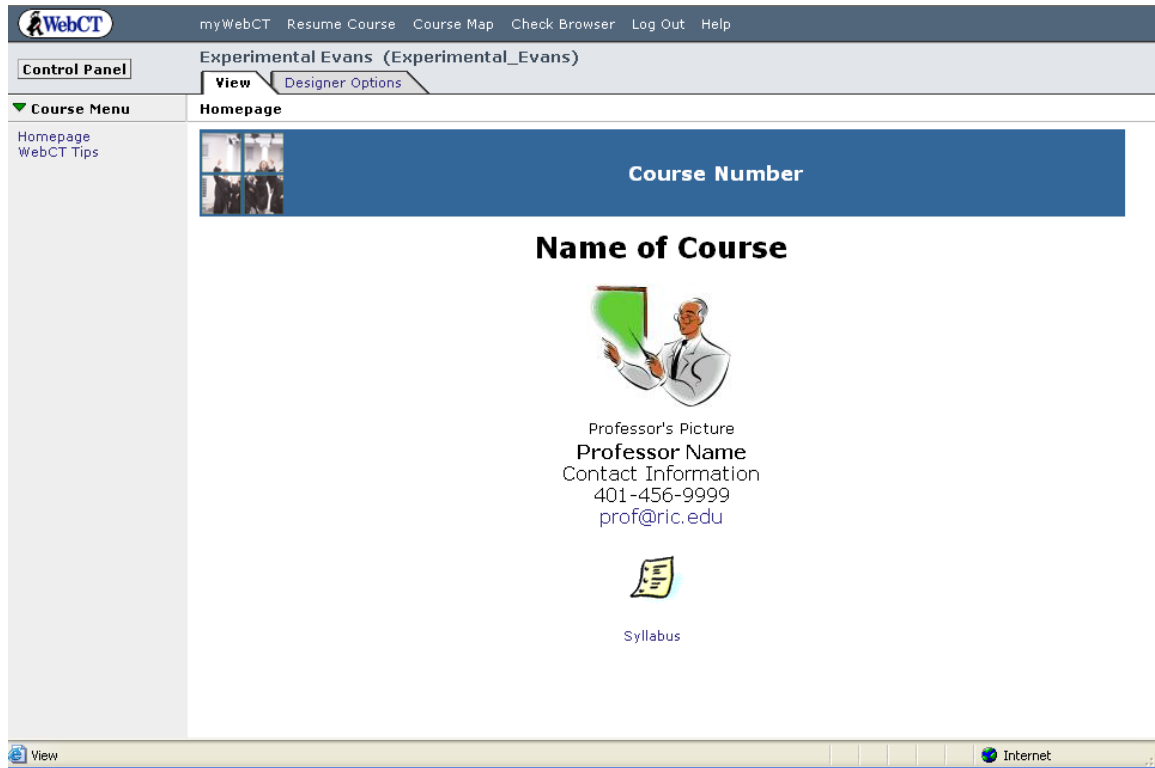 WebCT
myWebCT Resume Course Course Map Check Browser Log Out Help
Control Panel
Experimental Evans (Experimental_Evans)
View Designer Options
Course Menu
Homepage
Homepage
WebCT Tips
Course Number
Name of Course
Professor's Picture
Professor Name
Contact Information
401-456-9999
prof@ric.edu
Syllabus
View
Internet